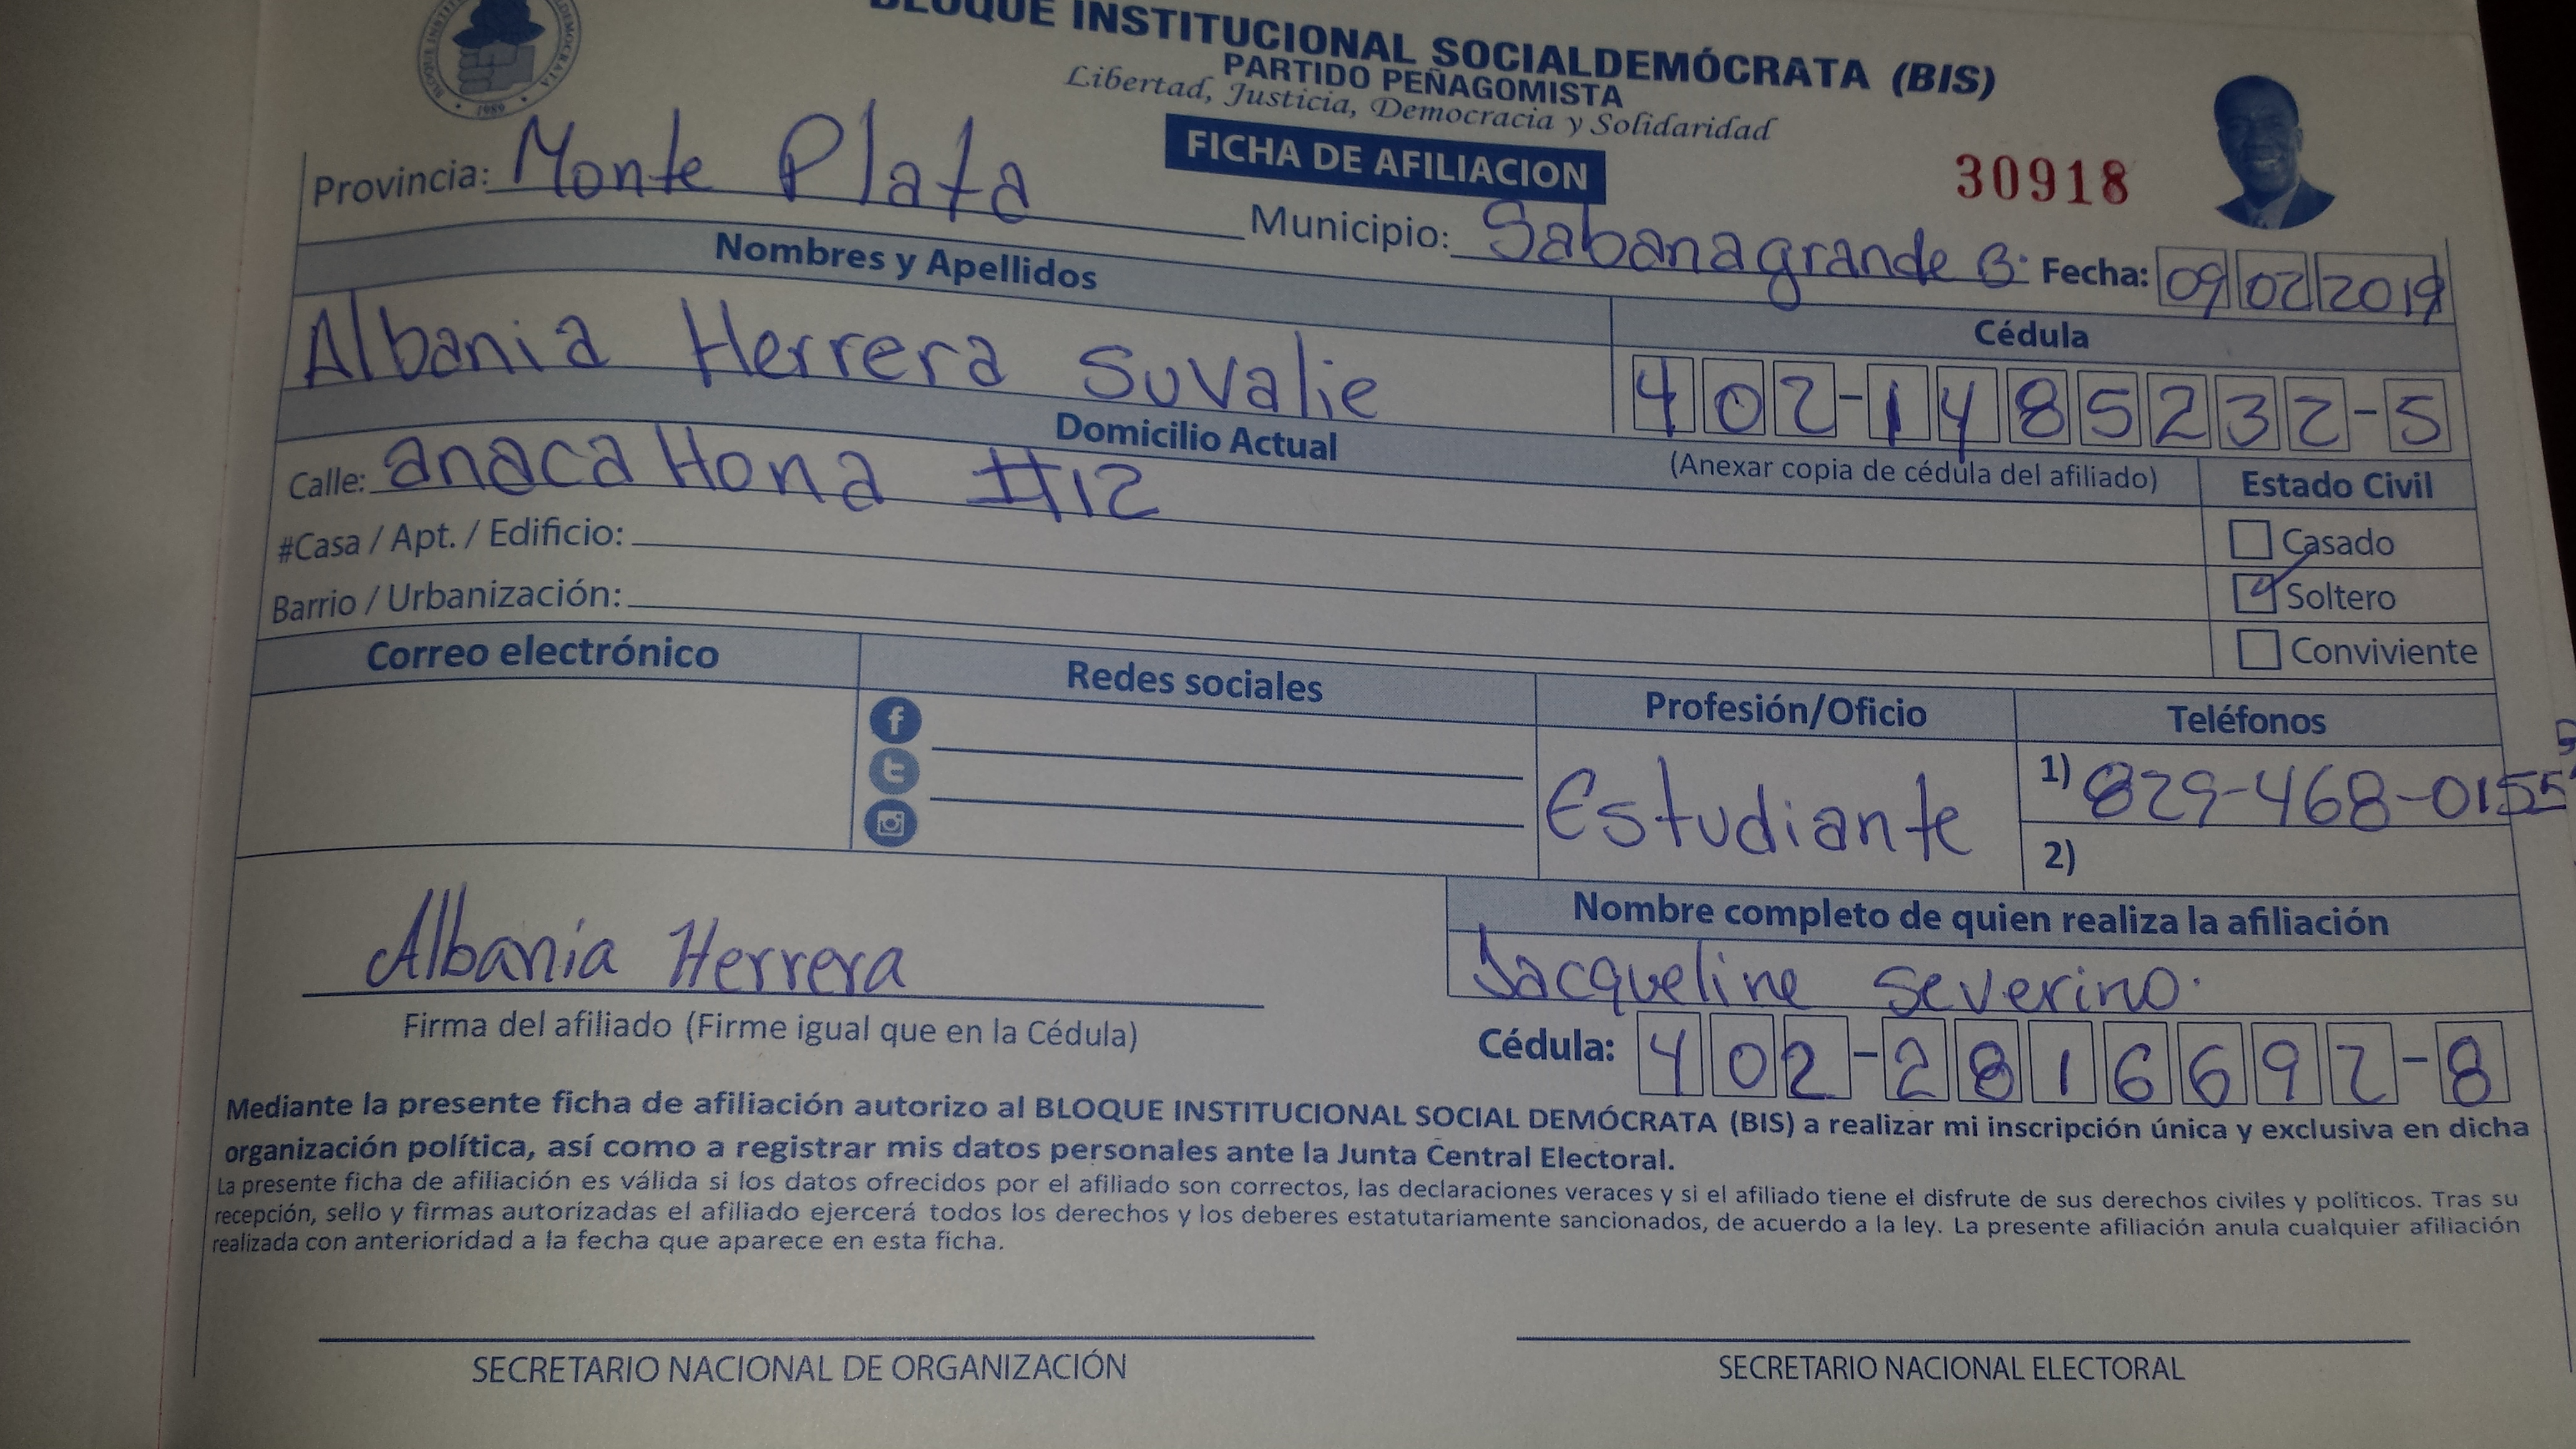 BLOQUE INSTITUCIONAL SOCIALDEMÓCRATA (BIS)
PARTIDO PEÑAGOMISTA
Libertad, Justicia, Democracia y Solidaridad
1989
FICHA DE AFILIACION
30918
Provincia: Monte Plata Municipio: Sabanagrande B. Fecha: 09 02 2019
Nombres y Apellidos
Cédula
Albania Herrera Suvalie
402-1485232-5
Domicilio Actual
(Anexar copia de cédula del afiliado)
Estado Civil
Calle: anacaHona #12
Casado
#Casa / Apt. / Edificio:
Soltero
Barrio / Urbanización:
Conviviente
Correo electrónico
Redes sociales
Profesión/Oficio
Teléfonos
Estudiante
1) 829-468-0155
2)
Nombre completo de quien realiza la afiliación
Albania Herrera
Jacqueline Severino.
Firma del afiliado (Firme igual que en la Cédula)
Cédula: 402-2816692-8
Mediante la presente ficha de afiliación autorizo al BLOQUE INSTITUCIONAL SOCIAL DEMÓCRATA (BIS) a realizar mi inscripción única y exclusiva en dicha
organización política, así como a registrar mis datos personales ante la Junta Central Electoral.
La presente ficha de afiliación es válida si los datos ofrecidos por el afiliado son correctos, las declaraciones veraces y si el afiliado tiene el disfrute de sus derechos civiles y políticos. Tras su
recepción, sello y firmas autorizadas el afiliado ejercerá todos los derechos y los deberes estatutariamente sancionados, de acuerdo a la ley. La presente afiliación anula cualquier afiliación
realizada con anterioridad a la fecha que aparece en esta ficha.
SECRETARIO NACIONAL DE ORGANIZACIÓN
SECRETARIO NACIONAL ELECTORAL